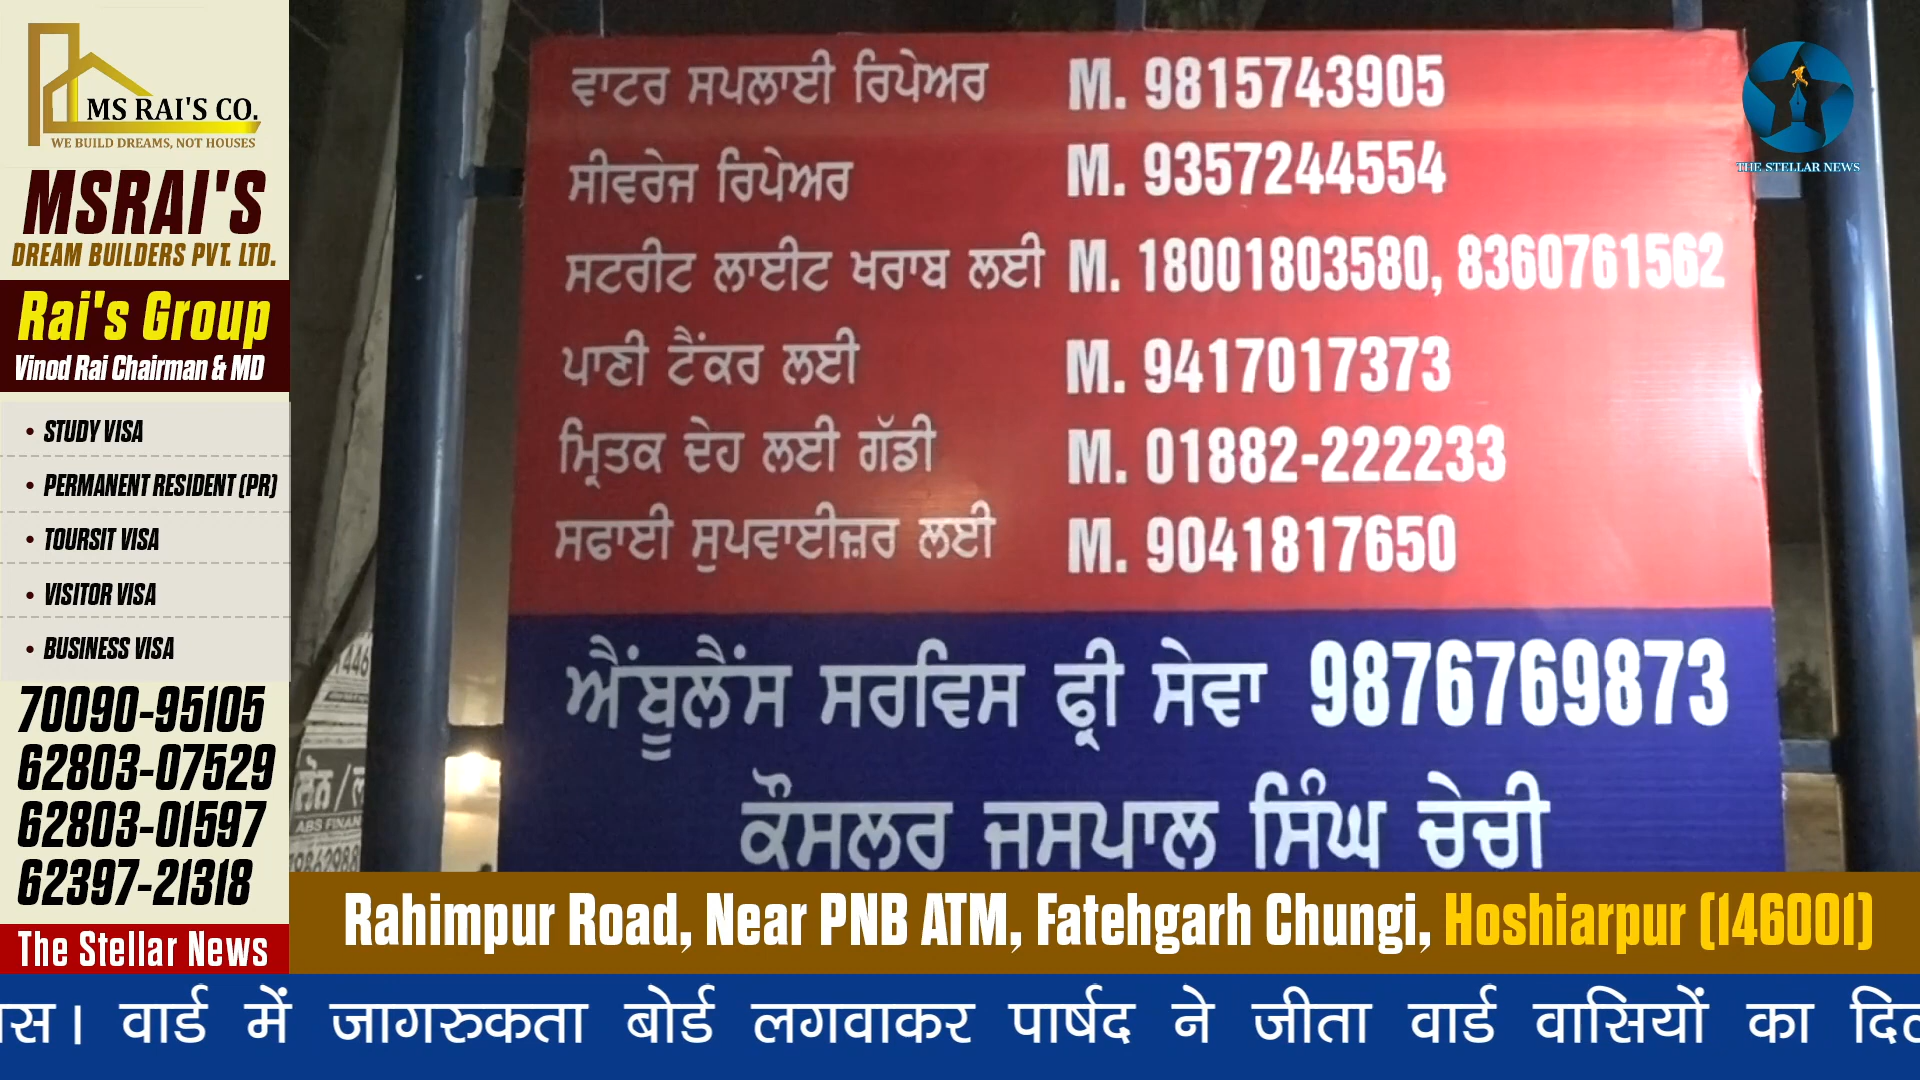 MS RAI'S CO.
WE BUILD DREAMS, NOT HOUSES
MSRAI'S
DREAM BUILDERS PVT. LTD.
Rai's Group
Vinod Rai Chairman & MD
• STUDY VISA
• PERMANENT RESIDENT (PR)
• TOURSIT VISA
• VISITOR VISA
• BUSINESS VISA
70090-95105
62803-07529
62803-01597
62397-21318
The Stellar News
ਵਾਟਰ ਸਪਲਾਈ ਰਿਪੇਅਰ M. 9815743905
ਸੀਵਰੇਜ ਰਿਪੇਅਰ M. 9357244554
ਸਟਰੀਟ ਲਾਈਟ ਖਰਾਬ ਲਈ M. 18001803580, 8360761562
ਪਾਣੀ ਟੈਂਕਰ ਲਈ M. 9417017373
ਮ੍ਰਿਤਕ ਦੇਹ ਲਈ ਗੱਡੀ M. 01882-222233
ਸਫਾਈ ਸੁਪਵਾਈਜ਼ਰ ਲਈ M. 9041817650
ਐਂਬੂਲੈਂਸ ਸਰਵਿਸ ਫ੍ਰੀ ਸੇਵਾ 9876769873
ਕੌਸਲਰ ਜਸਪਾਲ ਸਿੰਘ ਚੇਚੀ
THE STELLAR NEWS
ABS FINAN
Rahimpur Road, Near PNB ATM, Fatehgarh Chungi, Hoshiarpur (146001)
वार्ड में जागरुकता बोर्ड लगवाकर पार्षद ने जीता वार्ड वासियों का